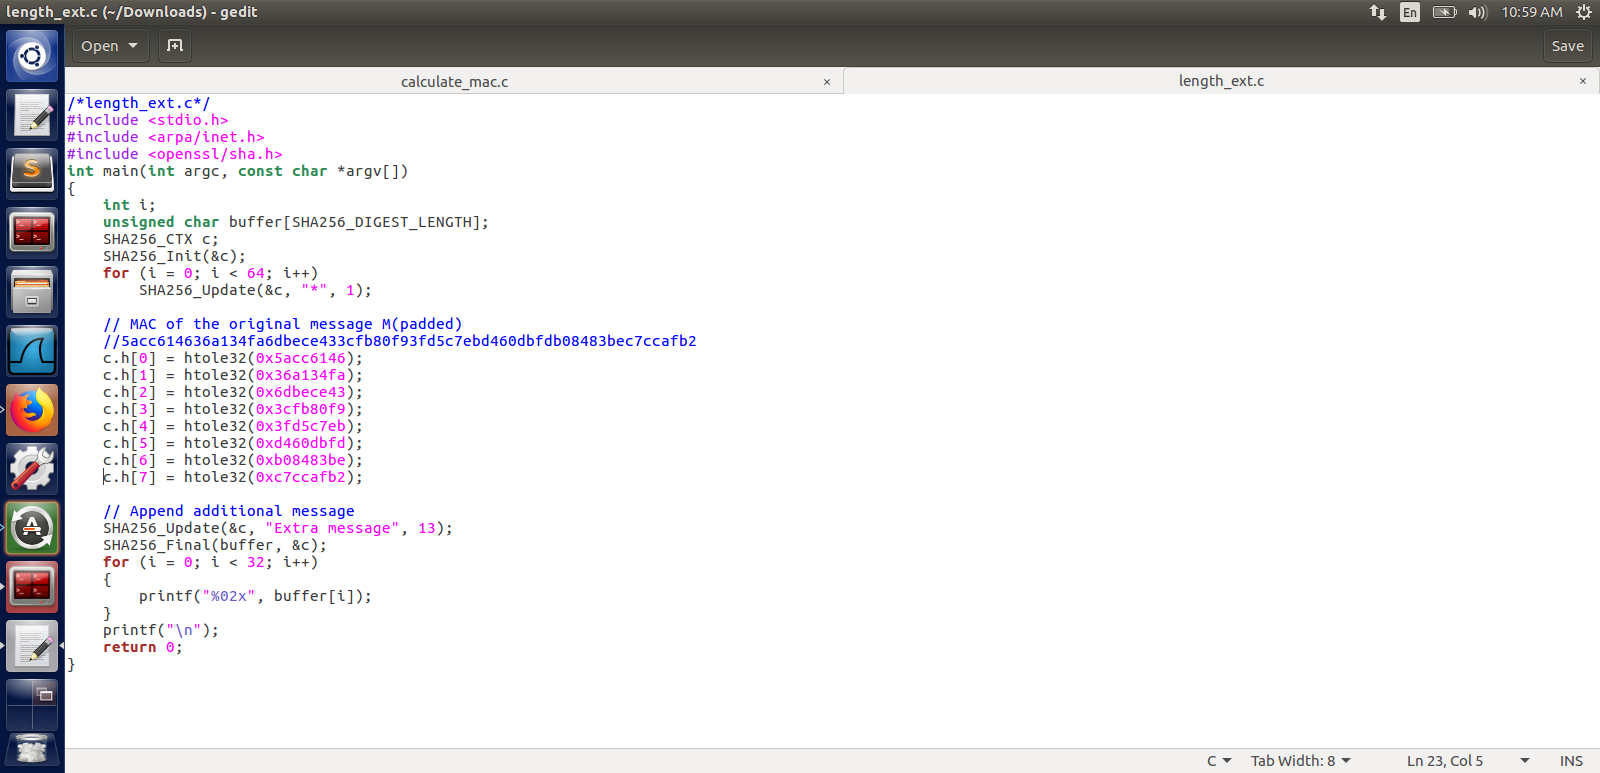 length_ext.c (~/Downloads) - gedit
En
10:59 AM
Open
Save
calculate_mac.c ×
length_ext.c ×
/*length_ext.c*/
#include <stdio.h>
#include <arpa/inet.h>
#include <openssl/sha.h>
int main(int argc, const char *argv[])
{
    int i;
    unsigned char buffer[SHA256_DIGEST_LENGTH];
    SHA256_CTX c;
    SHA256_Init(&c);
    for (i = 0; i < 64; i++)
        SHA256_Update(&c, "*", 1);
    // MAC of the original message M(padded)
    //5acc614636a134fa6dbece433cfb80f93fd5c7ebd460dbfdb08483bec7ccafb2
    c.h[0] = htole32(0x5acc6146);
    c.h[1] = htole32(0x36a134fa);
    c.h[2] = htole32(0x6dbece43);
    c.h[3] = htole32(0x3cfb80f9);
    c.h[4] = htole32(0x3fd5c7eb);
    c.h[5] = htole32(0xd460dbfd);
    c.h[6] = htole32(0xb08483be);
    c.h[7] = htole32(0xc7ccafb2);
    // Append additional message
    SHA256_Update(&c, "Extra message", 13);
    SHA256_Final(buffer, &c);
    for (i = 0; i < 32; i++)
    {
        printf("%02x", buffer[i]);
    }
    printf("\n");
    return 0;
}
C
Tab Width: 8
Ln 23, Col 5
INS